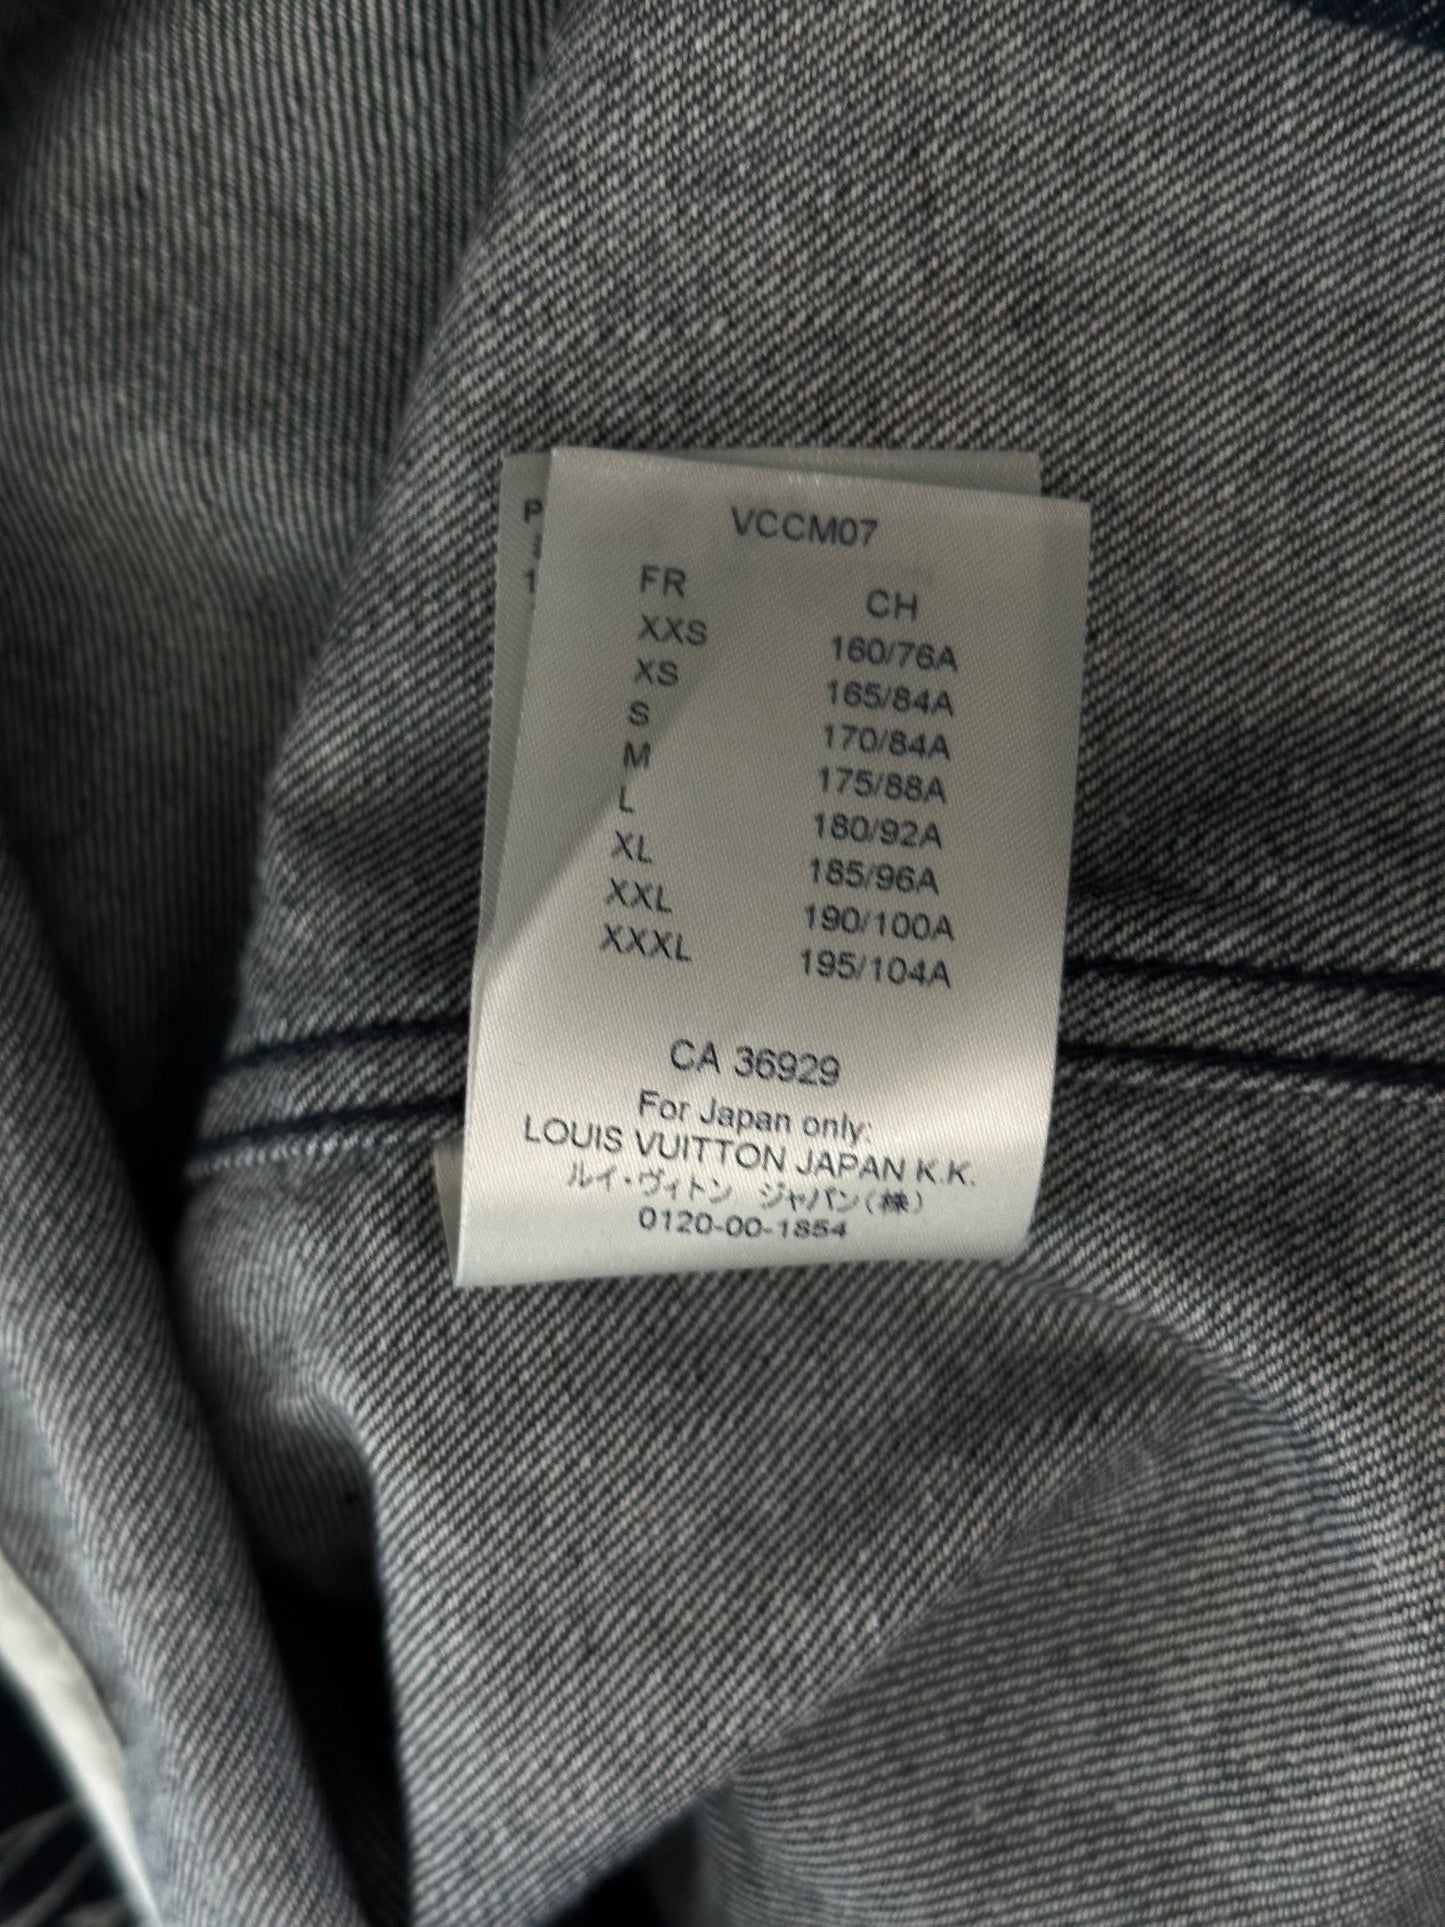 VCCM07
FR CH
XXS 160/76A
XS 165/84A
S 170/84A
M 175/88A
L 180/92A
XL 185/96A
XXL 190/100A
XXXL 195/104A
CA 36929
For Japan only:
LOUIS VUITTON JAPAN K.K.
ルイ・ヴィトン ジャパン(株)
0120-00-1854